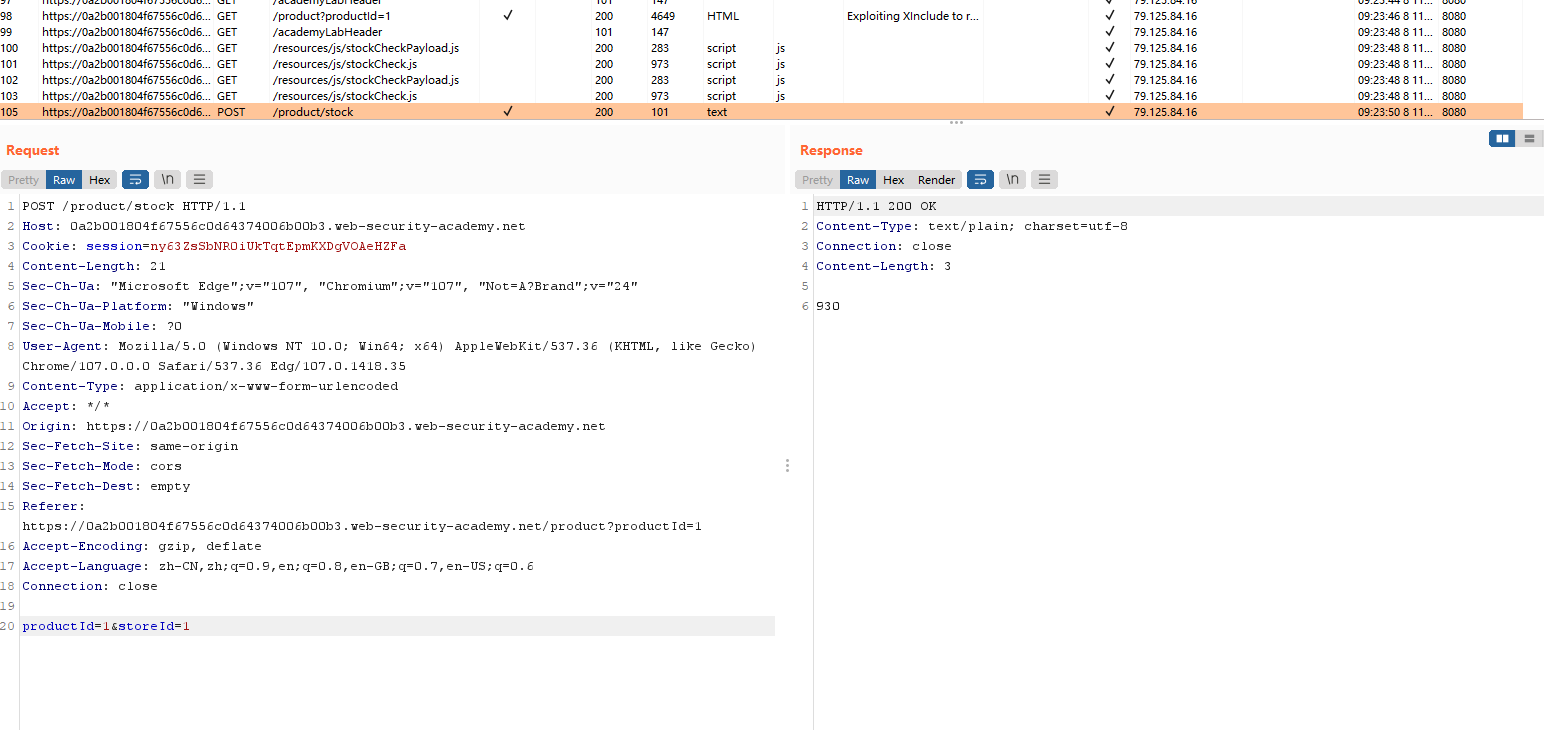 97 https://0a2b001804f67556c0d6... GET /academyLabHeader 101 147 ✓ 79.125.84.16 09:23:44 8 11... 8080
98 https://0a2b001804f67556c0d6... GET /product?productId=1 ✓ 200 4649 HTML Exploiting XInclude to r... ✓ 79.125.84.16 09:23:46 8 11... 8080
99 https://0a2b001804f67556c0d6... GET /academyLabHeader 101 147 ✓ 79.125.84.16 09:23:48 8 11... 8080
100 https://0a2b001804f67556c0d6... GET /resources/js/stockCheckPayload.js 200 283 script js ✓ 79.125.84.16 09:23:48 8 11... 8080
101 https://0a2b001804f67556c0d6... GET /resources/js/stockCheck.js 200 973 script js ✓ 79.125.84.16 09:23:48 8 11... 8080
102 https://0a2b001804f67556c0d6... GET /resources/js/stockCheckPayload.js 200 283 script js ✓ 79.125.84.16 09:23:48 8 11... 8080
103 https://0a2b001804f67556c0d6... GET /resources/js/stockCheck.js 200 973 script js ✓ 79.125.84.16 09:23:48 8 11... 8080
105 https://0a2b001804f67556c0d6... POST /product/stock ✓ 200 101 text ✓ 79.125.84.16 09:23:50 8 11... 8080
Request
Pretty Raw Hex \n
1 POST /product/stock HTTP/1.1
2 Host: 0a2b001804f67556c0d64374006b00b3.web-security-academy.net
3 Cookie: session=ny63ZsSbNR0iUkTqtEpmKXDgVOAeHZFa
4 Content-Length: 21
5 Sec-Ch-Ua: "Microsoft Edge";v="107", "Chromium";v="107", "Not=A?Brand";v="24"
6 Sec-Ch-Ua-Platform: "Windows"
7 Sec-Ch-Ua-Mobile: ?0
8 User-Agent: Mozilla/5.0 (Windows NT 10.0; Win64; x64) AppleWebKit/537.36 (KHTML, like Gecko)
Chrome/107.0.0.0 Safari/537.36 Edg/107.0.1418.35
9 Content-Type: application/x-www-form-urlencoded
10 Accept: */*
11 Origin: https://0a2b001804f67556c0d64374006b00b3.web-security-academy.net
12 Sec-Fetch-Site: same-origin
13 Sec-Fetch-Mode: cors
14 Sec-Fetch-Dest: empty
15 Referer:
https://0a2b001804f67556c0d64374006b00b3.web-security-academy.net/product?productId=1
16 Accept-Encoding: gzip, deflate
17 Accept-Language: zh-CN,zh;q=0.9,en;q=0.8,en-GB;q=0.7,en-US;q=0.6
18 Connection: close
19
20 productId=1&storeId=1
Response
Pretty Raw Hex Render \n
1 HTTP/1.1 200 OK
2 Content-Type: text/plain; charset=utf-8
3 Connection: close
4 Content-Length: 3
5
6 930